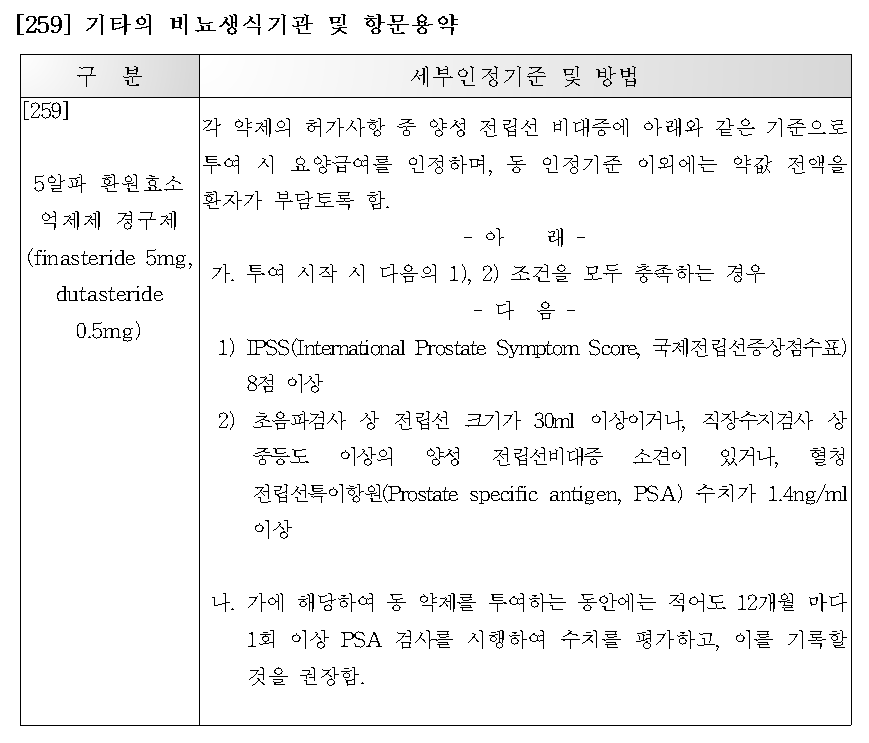 [259] 기타의 비뇨생식기관 및 항문용약
구 분
세부인정기준 및 방법
[259]
5알파 환원효소
억제제 경구제
(finasteride 5mg,
dutasteride
0.5mg)
각 약제의 허가사항 중 양성 전립선 비대증에 아래와 같은 기준으로
투여 시 요양급여를 인정하며, 동 인정기준 이외에는 약값 전액을
환자가 부담토록 함.
- 아 래 -
가. 투여 시작 시 다음의 1), 2) 조건을 모두 충족하는 경우
- 다 음 -
1) IPSS(International Prostate Symptom Score, 국제전립선증상점수표)
8점 이상
2) 초음파검사 상 전립선 크기가 30ml 이상이거나, 직장수지검사 상
중등도 이상의 양성 전립선비대증 소견이 있거나, 혈청
전립선특이항원(Prostate specific antigen, PSA) 수치가 1.4ng/ml
이상
나. 가에 해당하여 동 약제를 투여하는 동안에는 적어도 12개월 마다
1회 이상 PSA 검사를 시행하여 수치를 평가하고, 이를 기록할
것을 권장함.